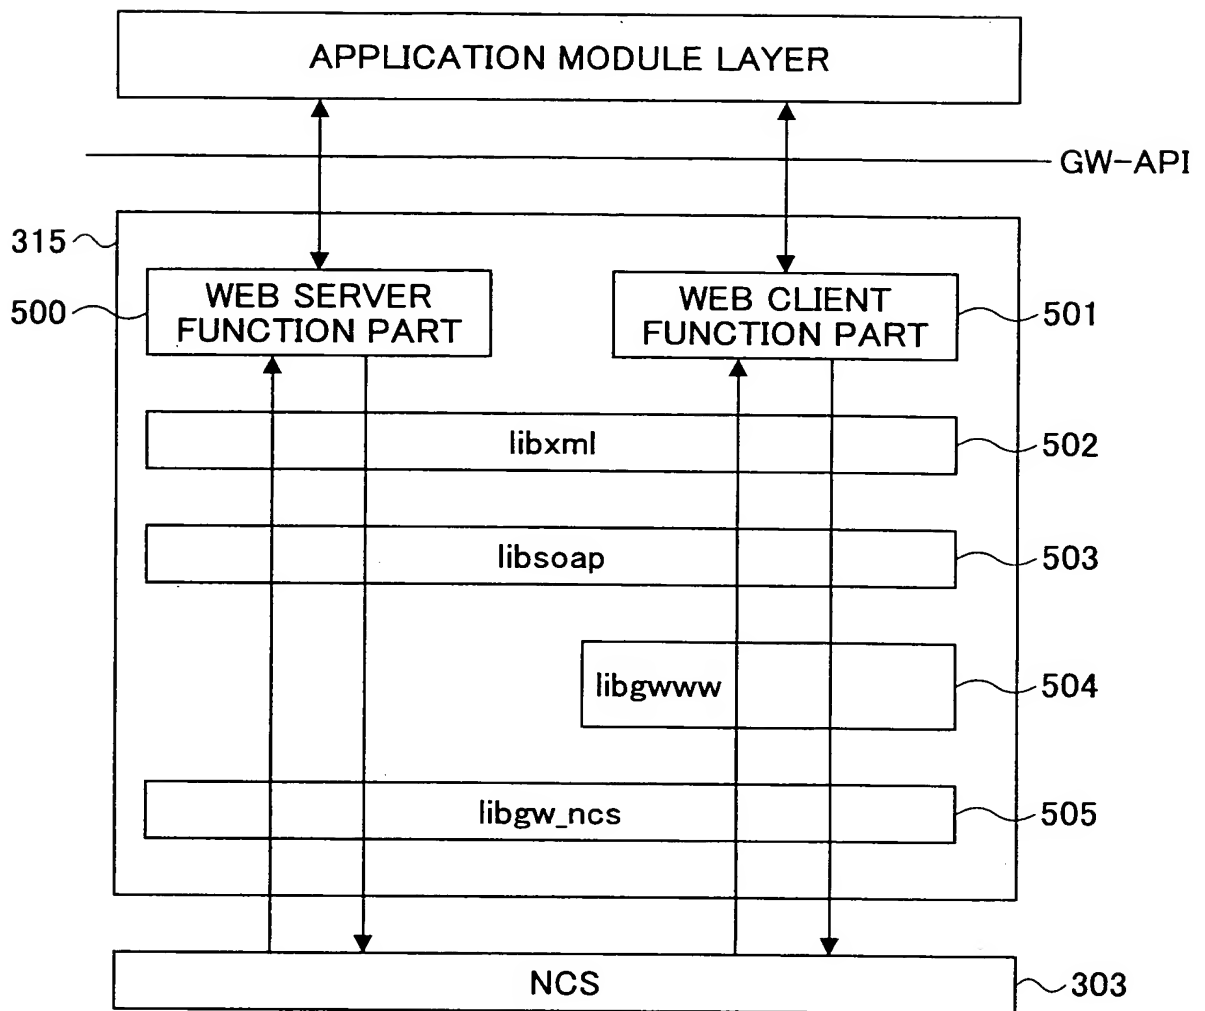 APPLICATION MODULE LAYER
GW-API
315
500
WEB SERVER
FUNCTION PART
WEB CLIENT
FUNCTION PART
501
libxml
502
libsoap
503
libgwww
504
libgw_ncs
505
NCS
303